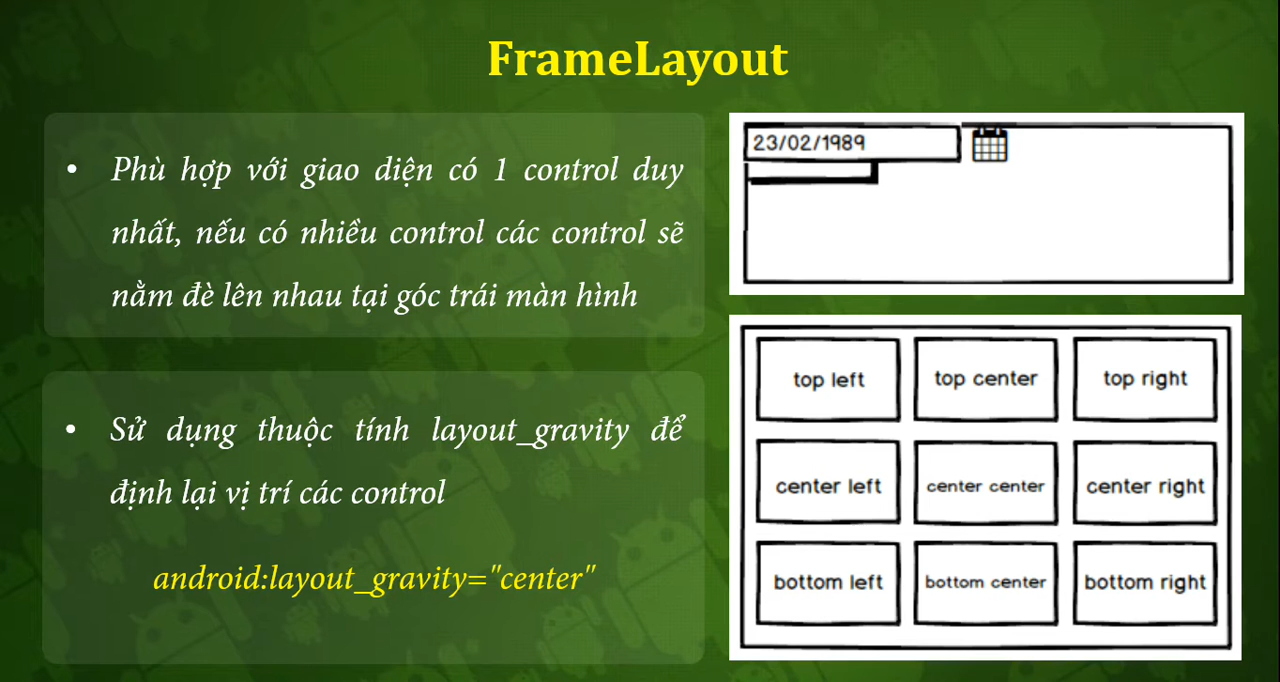 FrameLayout
• Phù hợp với giao diện có 1 control duy
nhất, nếu có nhiều control các control sẽ
nằm đè lên nhau tại góc trái màn hình
• Sử dụng thuộc tính layout_gravity để
định lại vị trí các control
android:layout_gravity="center"
23/02/1989
top left
top center
top right
center left
center center
center right
bottom left
bottom center
bottom right